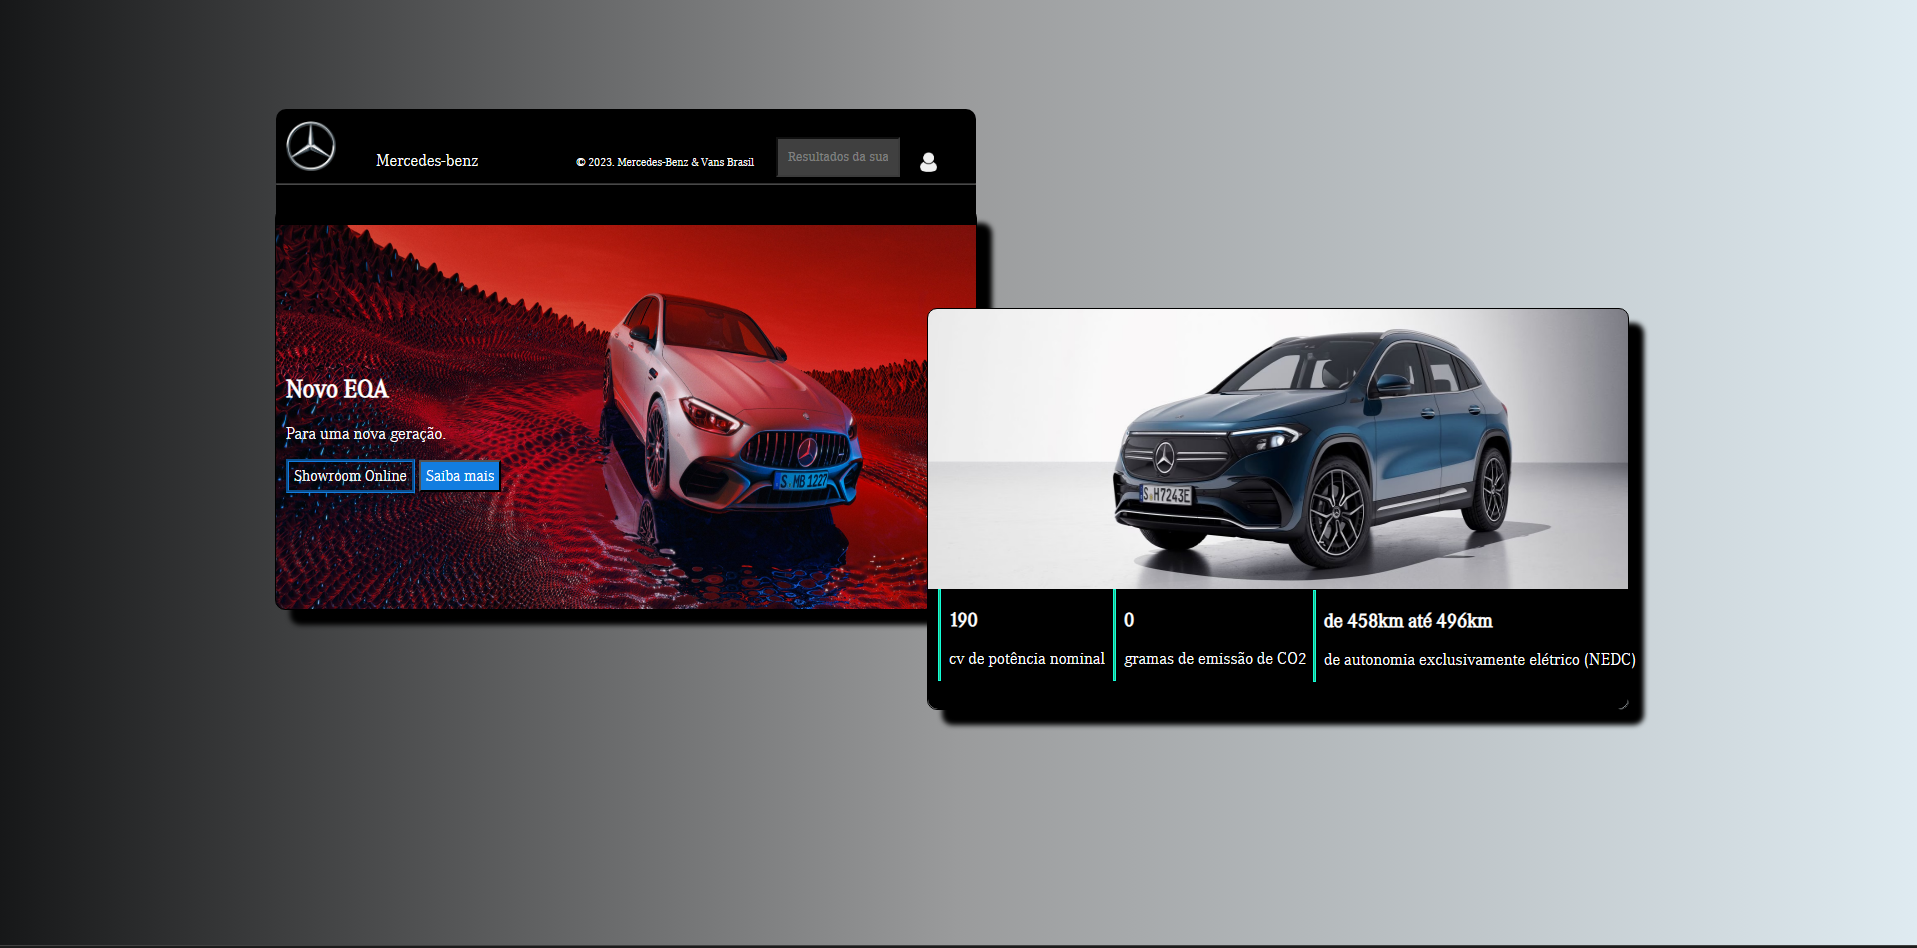 Mercedes-benz
© 2023. Mercedes-Benz & Vans Brasil
Resultados da sua
Novo EQA
Para uma nova geração.
Showroom Online
Saiba mais
S MB 1227
S H7243E
190
cv de potência nominal
0
gramas de emissão de CO2
de 458km até 496km
de autonomia exclusivamente elétrico (NEDC)